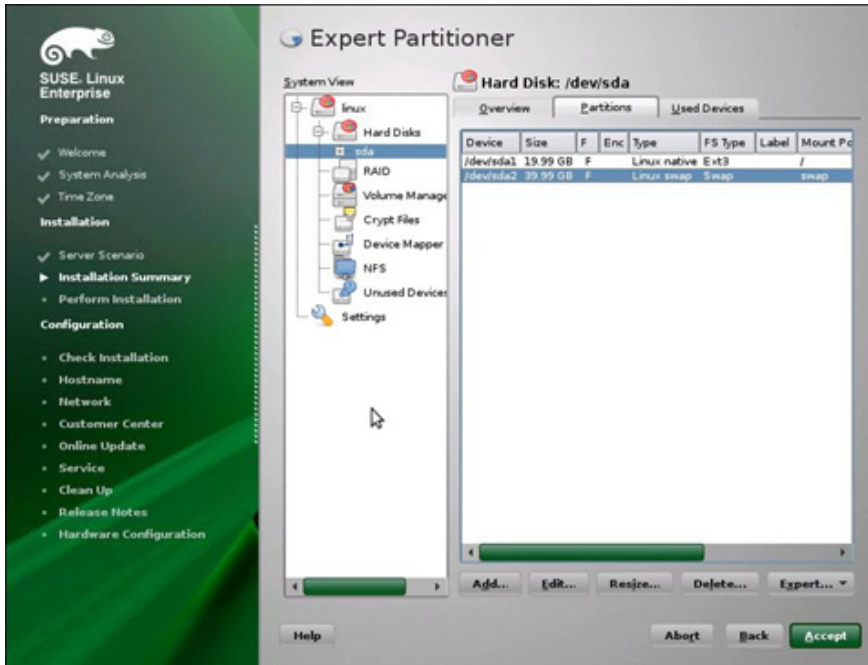 SUSE. Linux
Enterprise
Preparation
Welcome
System Analysis
Time Zone
Installation
Server Scenario
Installation Summary
Perform Installation
Configuration
Check Installation
Hostname
Network
Customer Center
Online Update
Service
Clean Up
Release Notes
Hardware Configuration
Expert Partitioner
System View
linux
Hard Disks
sda
RAID
Volume Manage
Crypt Files
Device Mapper
NFS
Unused Devices
Settings
Hard Disk: /dev/sda
Overview Partitions Used Devices
Device Size F Enc Type FS Type Label Mount Po
/dev/sda1 19.99 GB F Linux native Ext3 /
/dev/sda2 39.99 GB F Linux swap Swap swap
Add... Edit... Resize... Delete... Expert...
Help Abort Back Accept